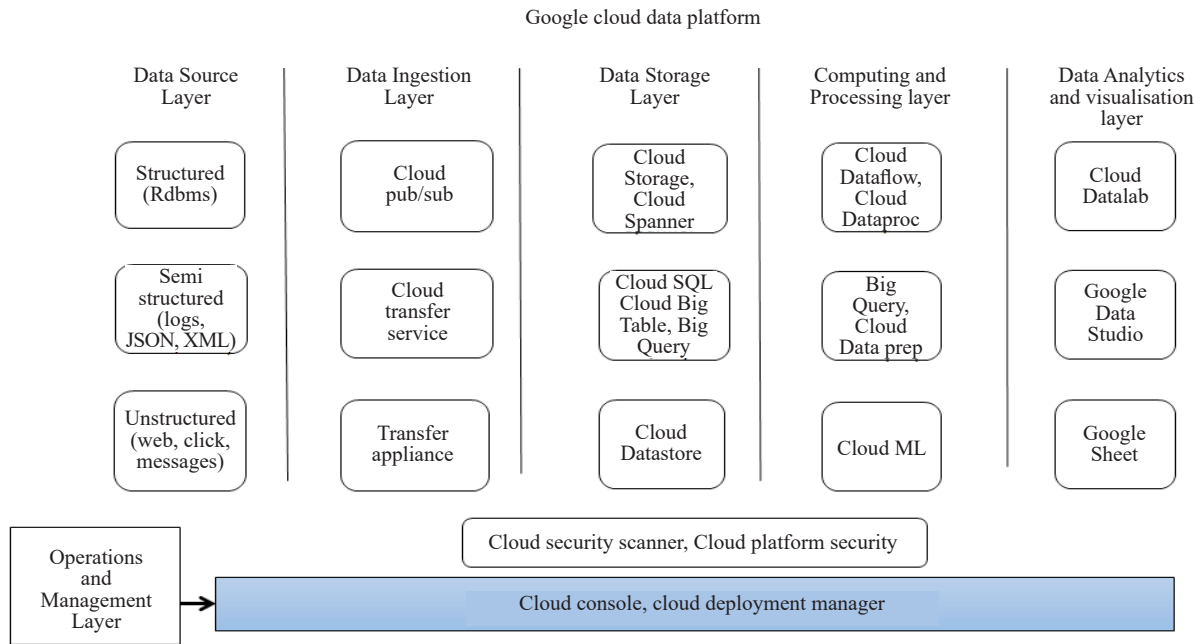 Google cloud data platform
Data Source
Layer
Data Ingestion
Layer
Data Storage
Layer
Computing and
Processing layer
Data Analytics
and visualisation
layer
Structured
(Rdbms)
Cloud
pub/sub
Cloud
Storage,
Cloud
Spanner
Cloud
Dataflow,
Cloud
Dataproc
Cloud
Datalab
Semi
structured
(logs,
JSON, XML)
Cloud
transfer
service
Cloud SQL
Cloud Big
Table, Big
Query
Big
Query,
Cloud
Data prep
Google
Data
Studio
Unstructured
(web, click,
messages)
Transfer
appliance
Cloud
Datastore
Cloud ML
Google
Sheet
Cloud security scanner, Cloud platform security
Operations
and
Management
Layer
Cloud console, cloud deployment manager